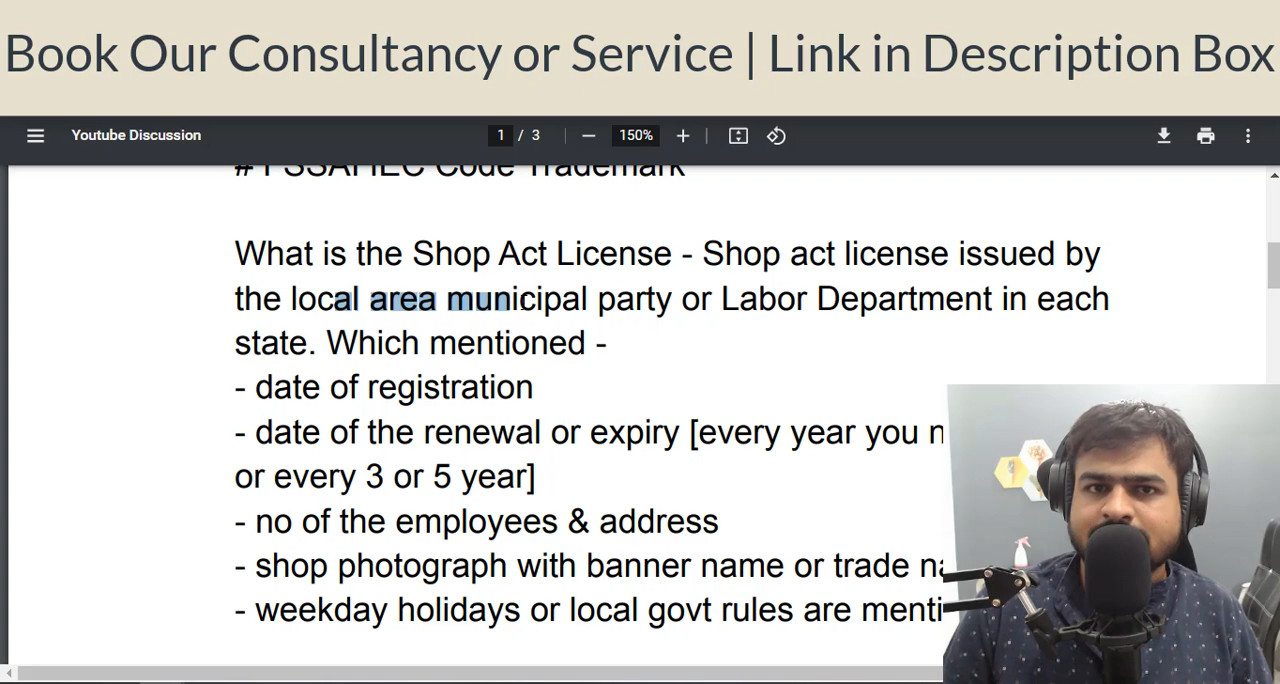 Book Our Consultancy or Service | Link in Description Box
Youtube Discussion
1 / 3
150%
Code Trademark
What is the Shop Act License - Shop act license issued by
the local area municipal party or Labor Department in each
state. Which mentioned -
- date of registration
- date of the renewal or expiry [every year you
or every 3 or 5 year]
- no of the employees & address
- shop photograph with banner name or trade
- weekday holidays or local govt rules are